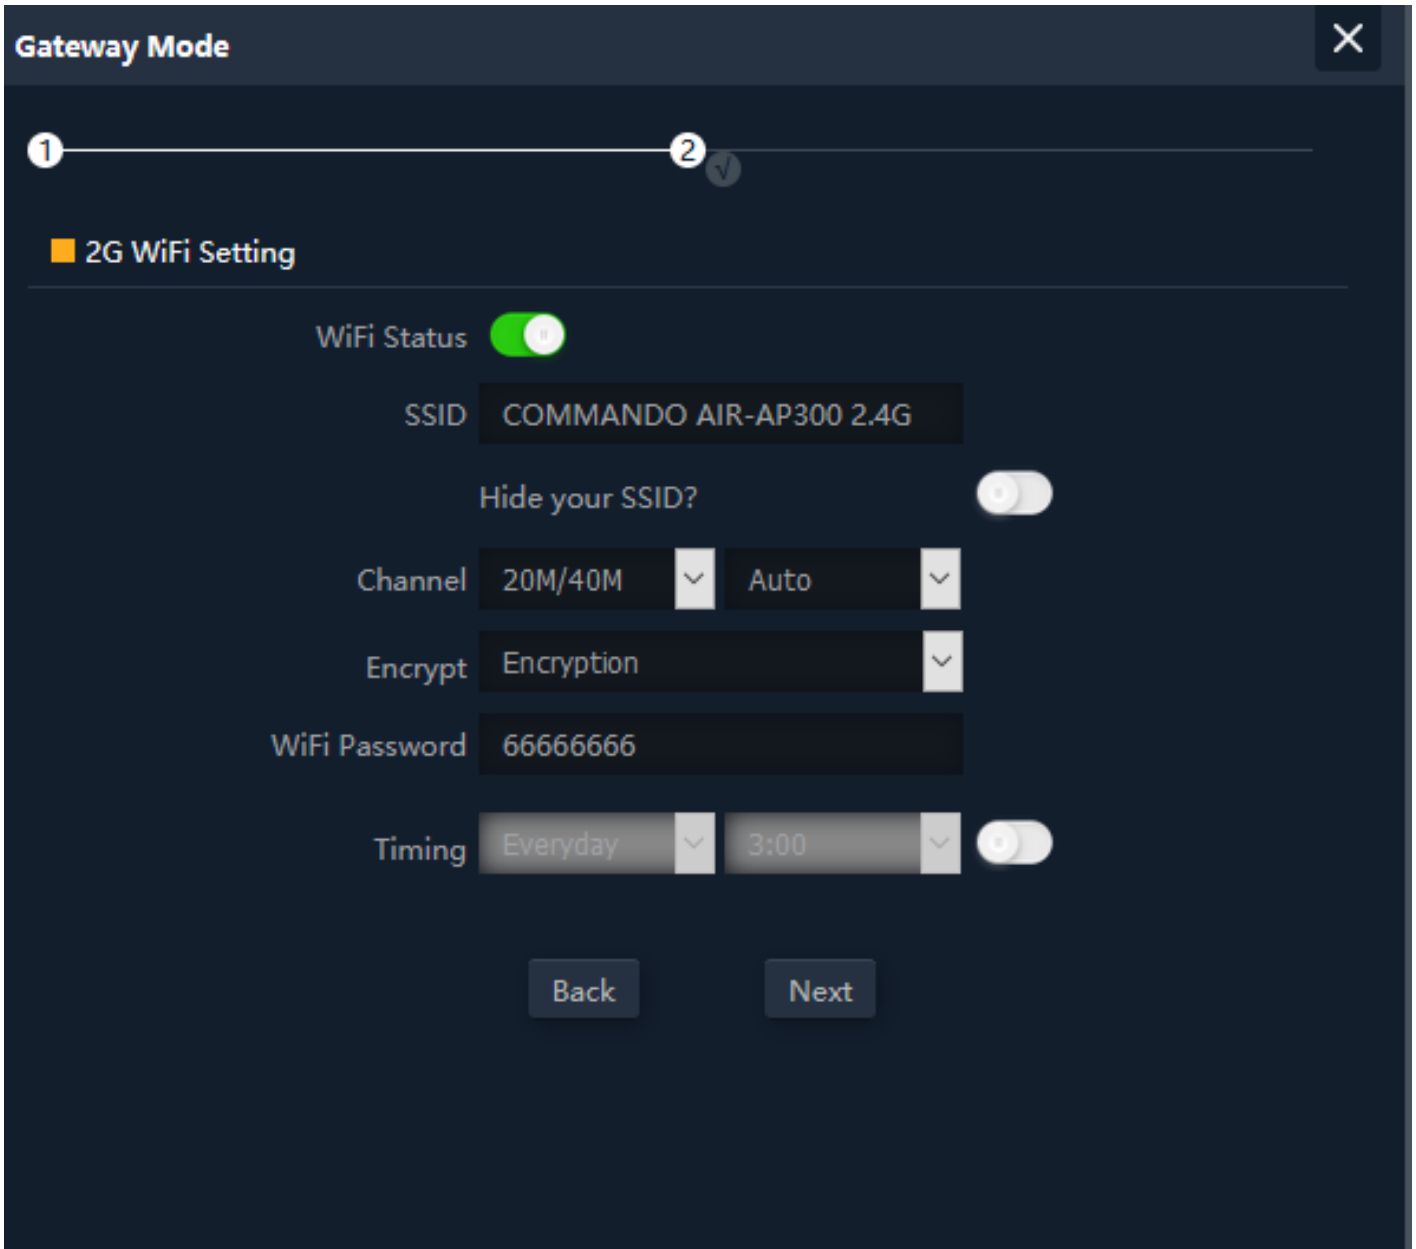 Gateway Mode
1 2
√
2G WiFi Setting
WiFi Status
SSID COMMANDO AIR-AP300 2.4G
Hide your SSID?
Channel 20M/40M Auto
Encrypt Encryption
WiFi Password 66666666
Timing Everyday 3:00
Back Next